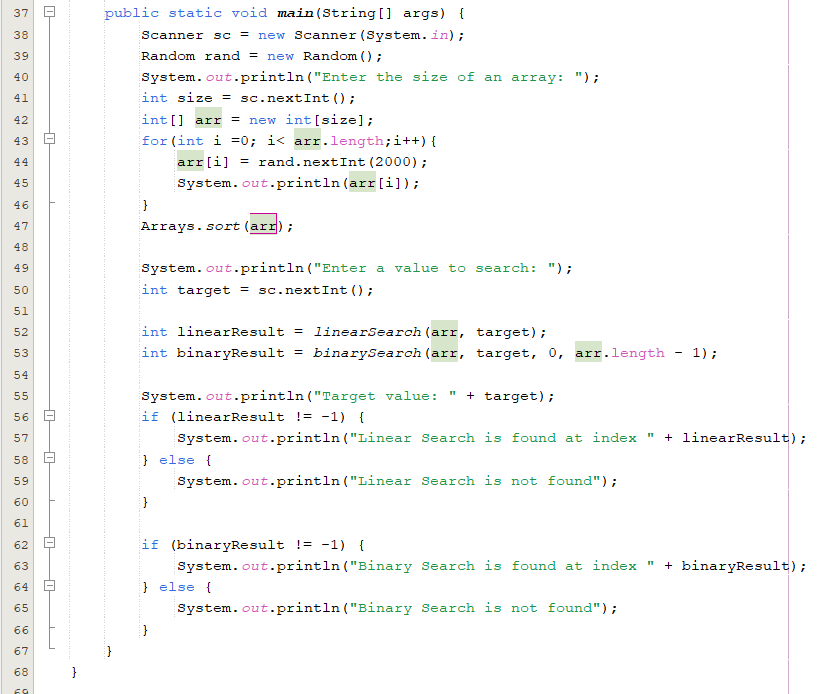 37 public static void main(String[] args) {
38 Scanner sc = new Scanner(System.in);
39 Random rand = new Random();
40 System.out.println("Enter the size of an array: ");
41 int size = sc.nextInt();
42 int[] arr = new int[size];
43 for(int i =0; i< arr.length;i++){
44 arr[i] = rand.nextInt(2000);
45 System.out.println(arr[i]);
46 }
47 Arrays.sort(arr);
48
49 System.out.println("Enter a value to search: ");
50 int target = sc.nextInt();
51
52 int linearResult = linearSearch(arr, target);
53 int binaryResult = binarySearch(arr, target, 0, arr.length - 1);
54
55 System.out.println("Target value: " + target);
56 if (linearResult != -1) {
57 System.out.println("Linear Search is found at index " + linearResult);
58 } else {
59 System.out.println("Linear Search is not found");
60 }
61
62 if (binaryResult != -1) {
63 System.out.println("Binary Search is found at index " + binaryResult);
64 } else {
65 System.out.println("Binary Search is not found");
66 }
67 }
68 }
69